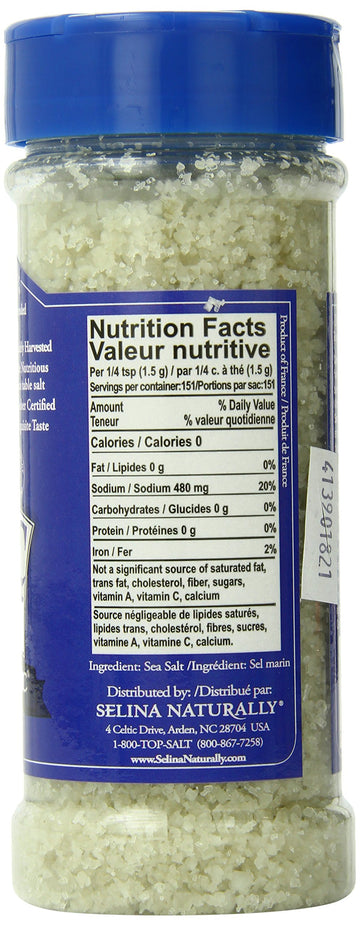 Harvested
Nutritious
table salt
Certified
Taste
Nutrition Facts
Valeur nutritive
Per 1/4 tsp (1.5 g) / par 1/4 c. à thé (1.5 g)
Servings per container:151/Portions par sac:151
Amount % Daily Value
Teneur % valeur quotidienne
Calories / Calories 0
Fat / Lipides 0 g 0%
Sodium / Sodium 480 mg 20%
Carbohydrates / Glucides 0 g 0%
Protein / Protéines 0 g 0%
Iron / Fer 2%
Not a significant source of saturated fat,
trans fat, cholesterol, fiber, sugars,
vitamin A, vitamin C, calcium
Source négligeable de lipides saturés,
lipides trans, cholestérol, fibres, sucres,
vitamine A, vitamine C, calcium.
Ingredient: Sea Salt /Ingrédient: Sel marin
Distributed by: /Distribué par:
SELINA NATURALLY®
4 Celtic Drive, Arden, NC 28704 USA
1-800-TOP-SALT (800-867-7258)
www.SelinaNaturally.com
Product of France / Produit de France
413201821